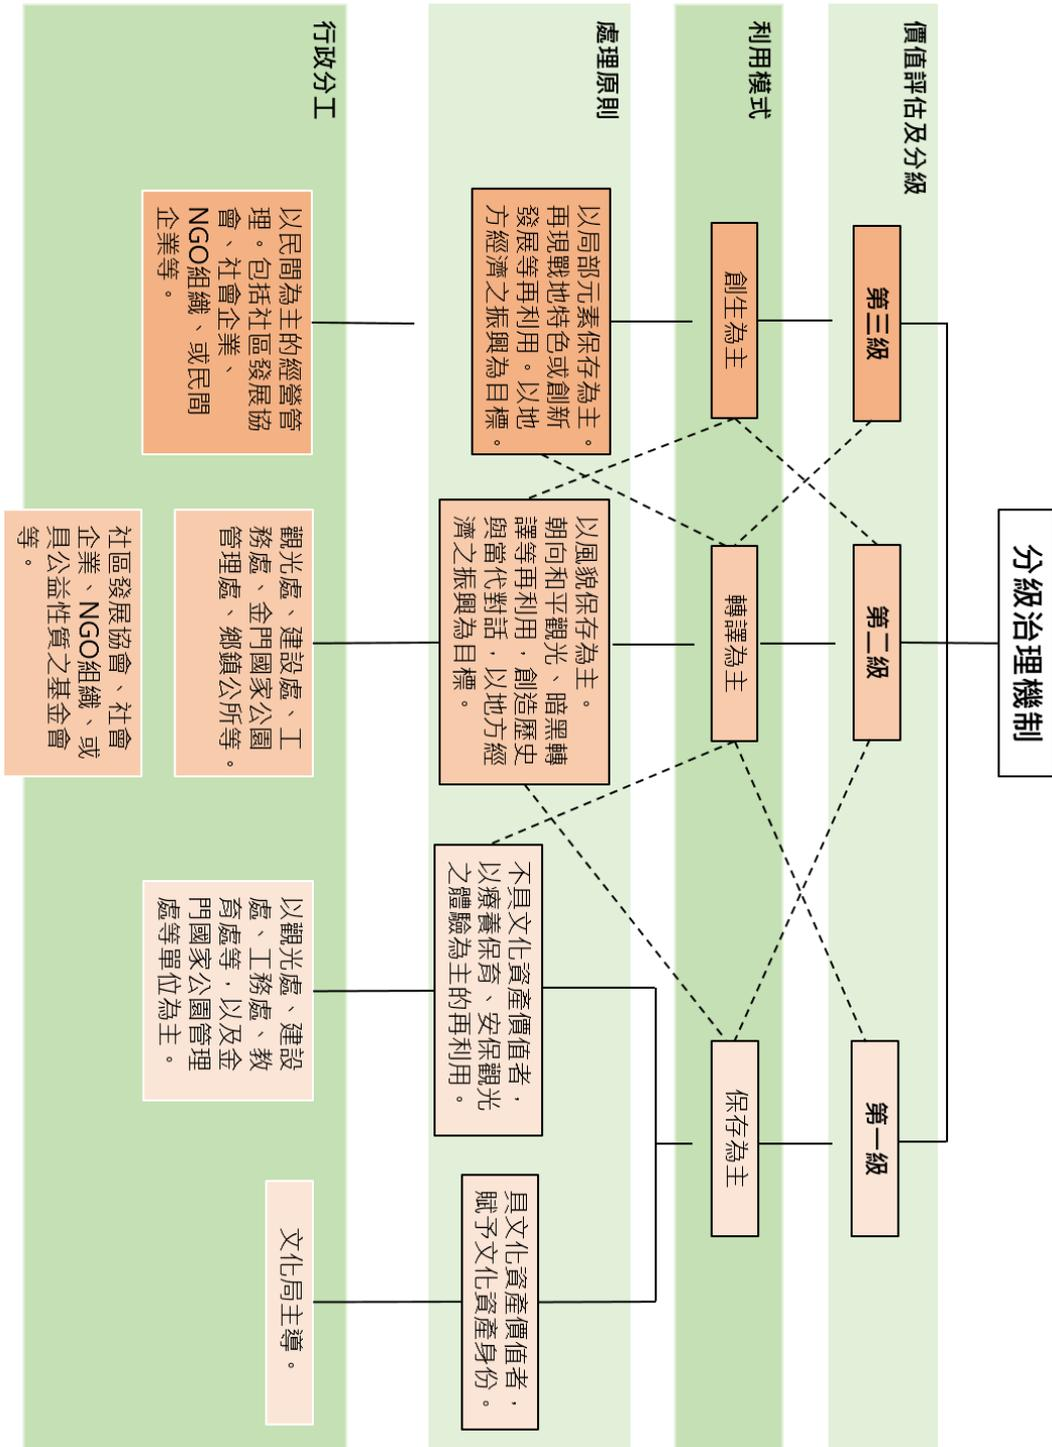 分級治理機制
價值評估及分級
第三級
第二級
第一級
利用模式
創生為主
轉譯為主
保存為主
處理原則
以局部元素保存為主。
再現戰地特色或創新
發展等再利用。以地
方經濟之振興為目標。
以風貌保存為主。
朝向和平觀光、暗黑轉
譯等再利用，創造歷史
與當代對話，以地方經
濟之振興為目標。
不具文化資產價值者，
以療養保育、安保觀光
之體驗為主的再利用。
具文化資產價值者，
賦予文化資產身份。
行政分工
以民間為主的經營管
理。包括社區發展協
會、社會企業、
NGO組織、或民間
企業等。
觀光處、建設處、工
務處、金門國家公園
管理處、鄉鎮公所等。
社區發展協會、社會
企業、NGO組織、或
具公益性質之基金會
等。
以觀光處、建設
處、工務處、教
育處等，以及金
門國家公園管理
處等單位為主。
文化局主導。